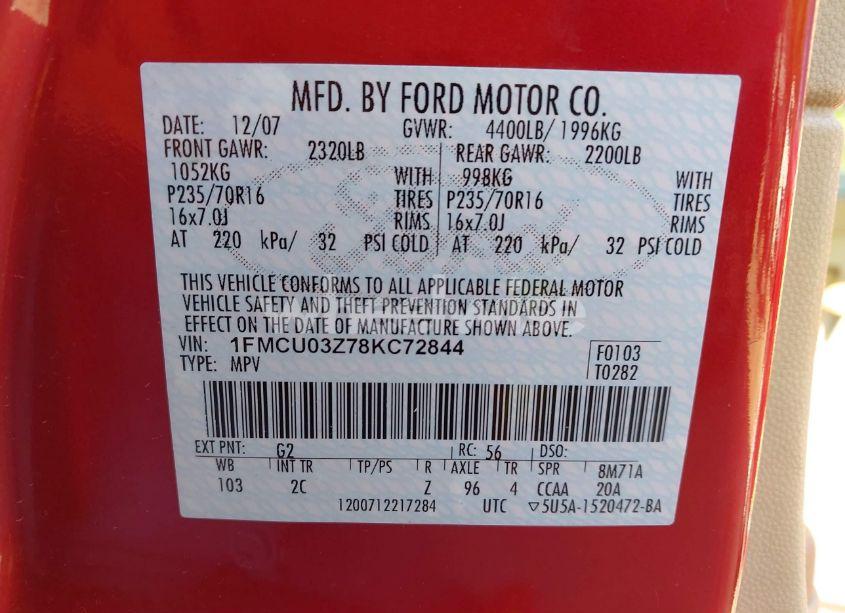 MFD. BY FORD MOTOR CO.
DATE: 12/07 GVWR: 4400LB/ 1996KG
FRONT GAWR: 2320LB REAR GAWR: 2200LB
1052KG WITH 998KG WITH
P235/70R16 TIRES P235/70R16 TIRES
16x7.0J RIMS 16x7.0J RIMS
AT 220 kPa/ 32 PSI COLD AT 220 kPa/ 32 PSI COLD
THIS VEHICLE CONFORMS TO ALL APPLICABLE FEDERAL MOTOR
VEHICLE SAFETY AND THEFT PREVENTION STANDARDS IN
EFFECT ON THE DATE OF MANUFACTURE SHOWN ABOVE.
VIN: 1FMCU03Z78KC72844 F0103
TYPE: MPV T0282
EXT PNT: G2 RC: 56 DSO:
WB INT TR TP/PS R AXLE TR SPR 8M71A
103 2C Z 96 4 CCAA 20A
1200712217284 UTC ▽5U5A-1520472-BA